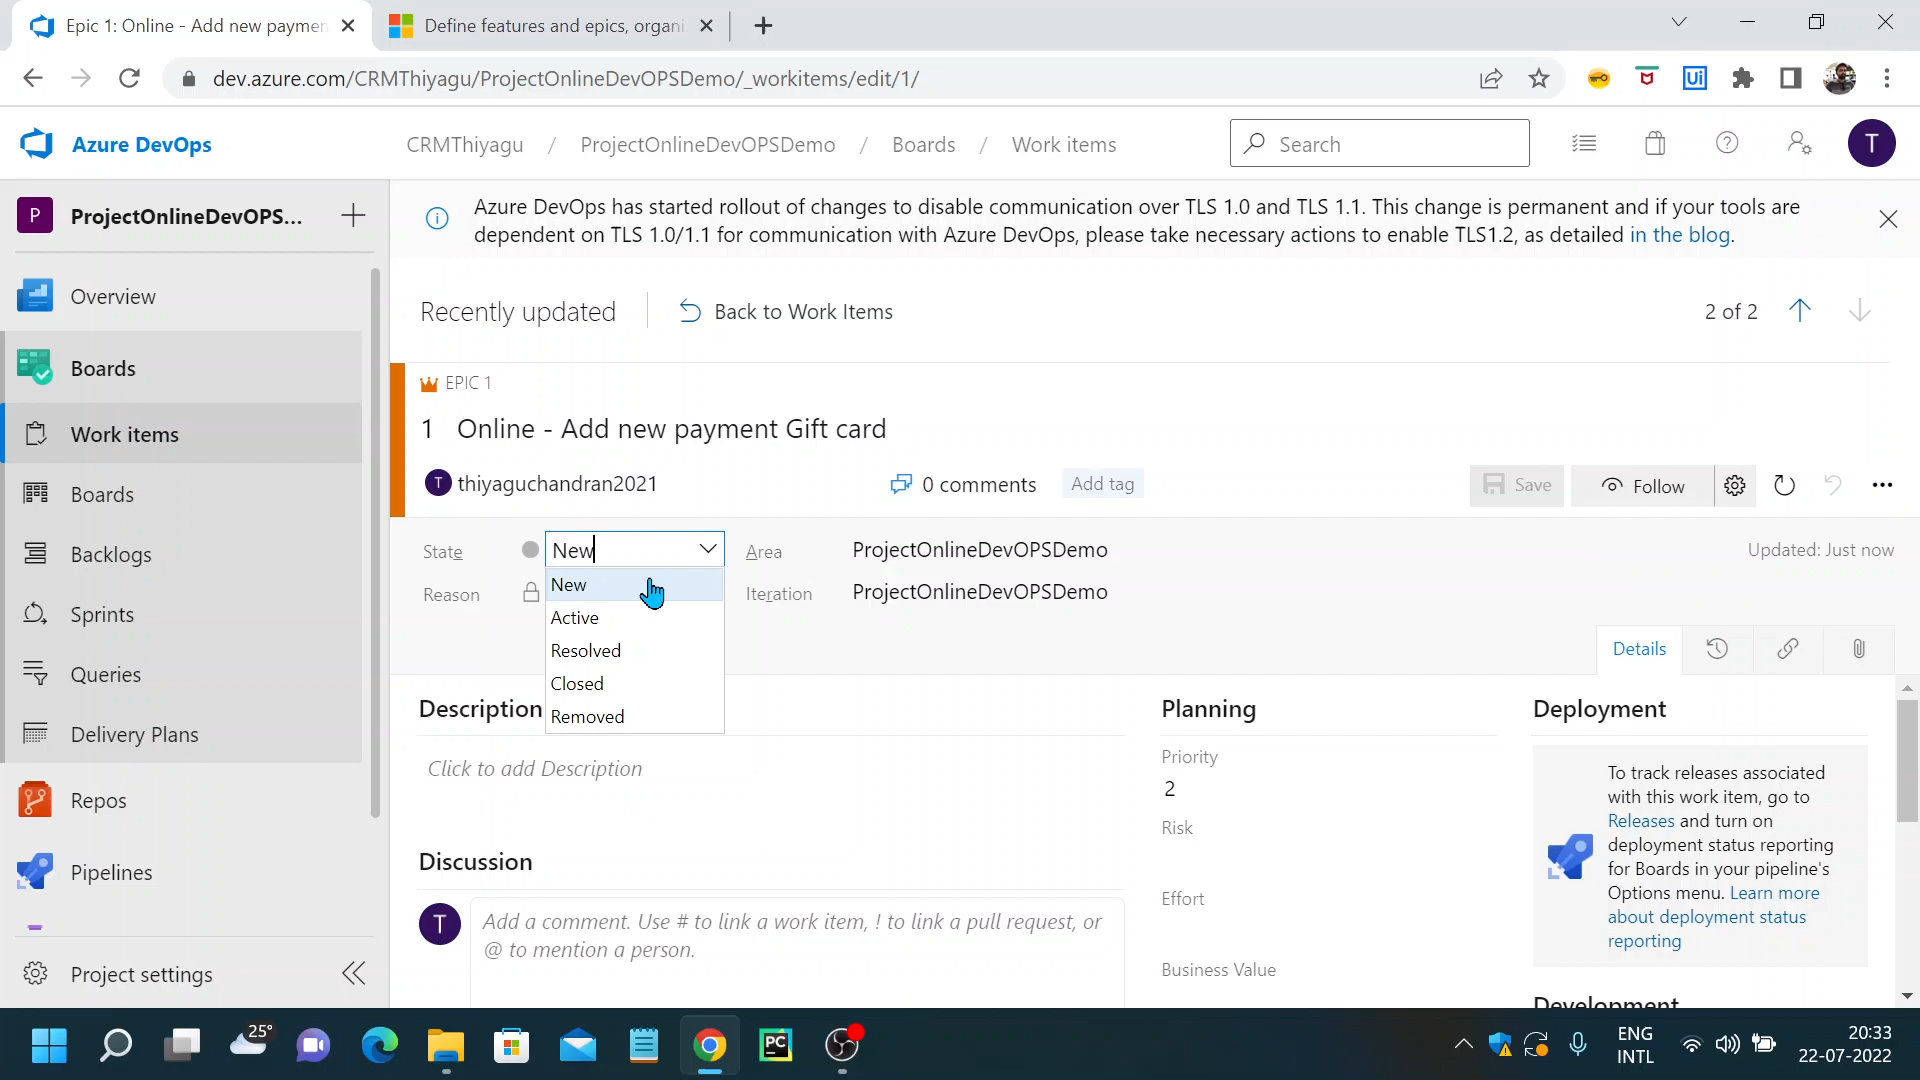 Epic 1: Online - Add new paymen
Define features and epics, organi
dev.azure.com/CRMThiyagu/ProjectOnlineDevOPSDemo/_workitems/edit/1/
Azure DevOps
CRMThiyagu / ProjectOnlineDevOPSDemo / Boards / Work items
Search
T
P ProjectOnlineDevOPS...
Azure DevOps has started rollout of changes to disable communication over TLS 1.0 and TLS 1.1. This change is permanent and if your tools are
dependent on TLS 1.0/1.1 for communication with Azure DevOps, please take necessary actions to enable TLS1.2, as detailed in the blog.
Overview
Boards
Work items
Boards
Backlogs
Sprints
Queries
Delivery Plans
Repos
Pipelines
Project settings
Recently updated
Back to Work Items
2 of 2
EPIC 1
1 Online - Add new payment Gift card
T thiyaguchandran2021
0 comments
Add tag
Save
Follow
State
New
Area
ProjectOnlineDevOPSDemo
Updated: Just now
Reason
Iteration
ProjectOnlineDevOPSDemo
New
Active
Resolved
Closed
Removed
Details
Description
Click to add Description
Discussion
T
Add a comment. Use # to link a work item, ! to link a pull request, or
@ to mention a person.
Planning
Priority
2
Risk
Effort
Business Value
Deployment
To track releases associated
with this work item, go to
Releases and turn on
deployment status reporting
for Boards in your pipeline's
Options menu. Learn more
about deployment status
reporting
Development
25°
Ui
PC
ENG
INTL
20:33
22-07-2022